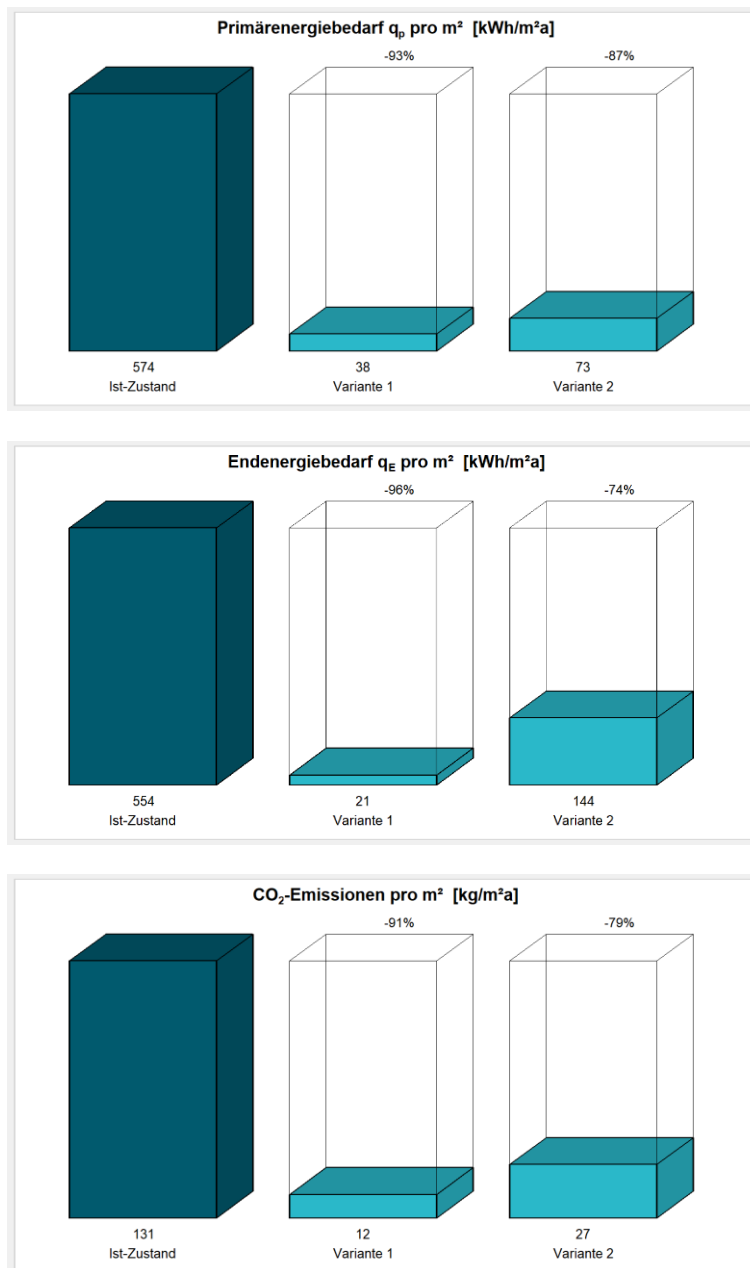 Primärenergiebedarf qp pro m² [kWh/m²a]
-93% -87%
574 38 73
Ist-Zustand Variante 1 Variante 2
Endenergiebedarf qE pro m² [kWh/m²a]
-96% -74%
554 21 144
Ist-Zustand Variante 1 Variante 2
CO₂-Emissionen pro m² [kg/m²a]
-91% -79%
131 12 27
Ist-Zustand Variante 1 Variante 2